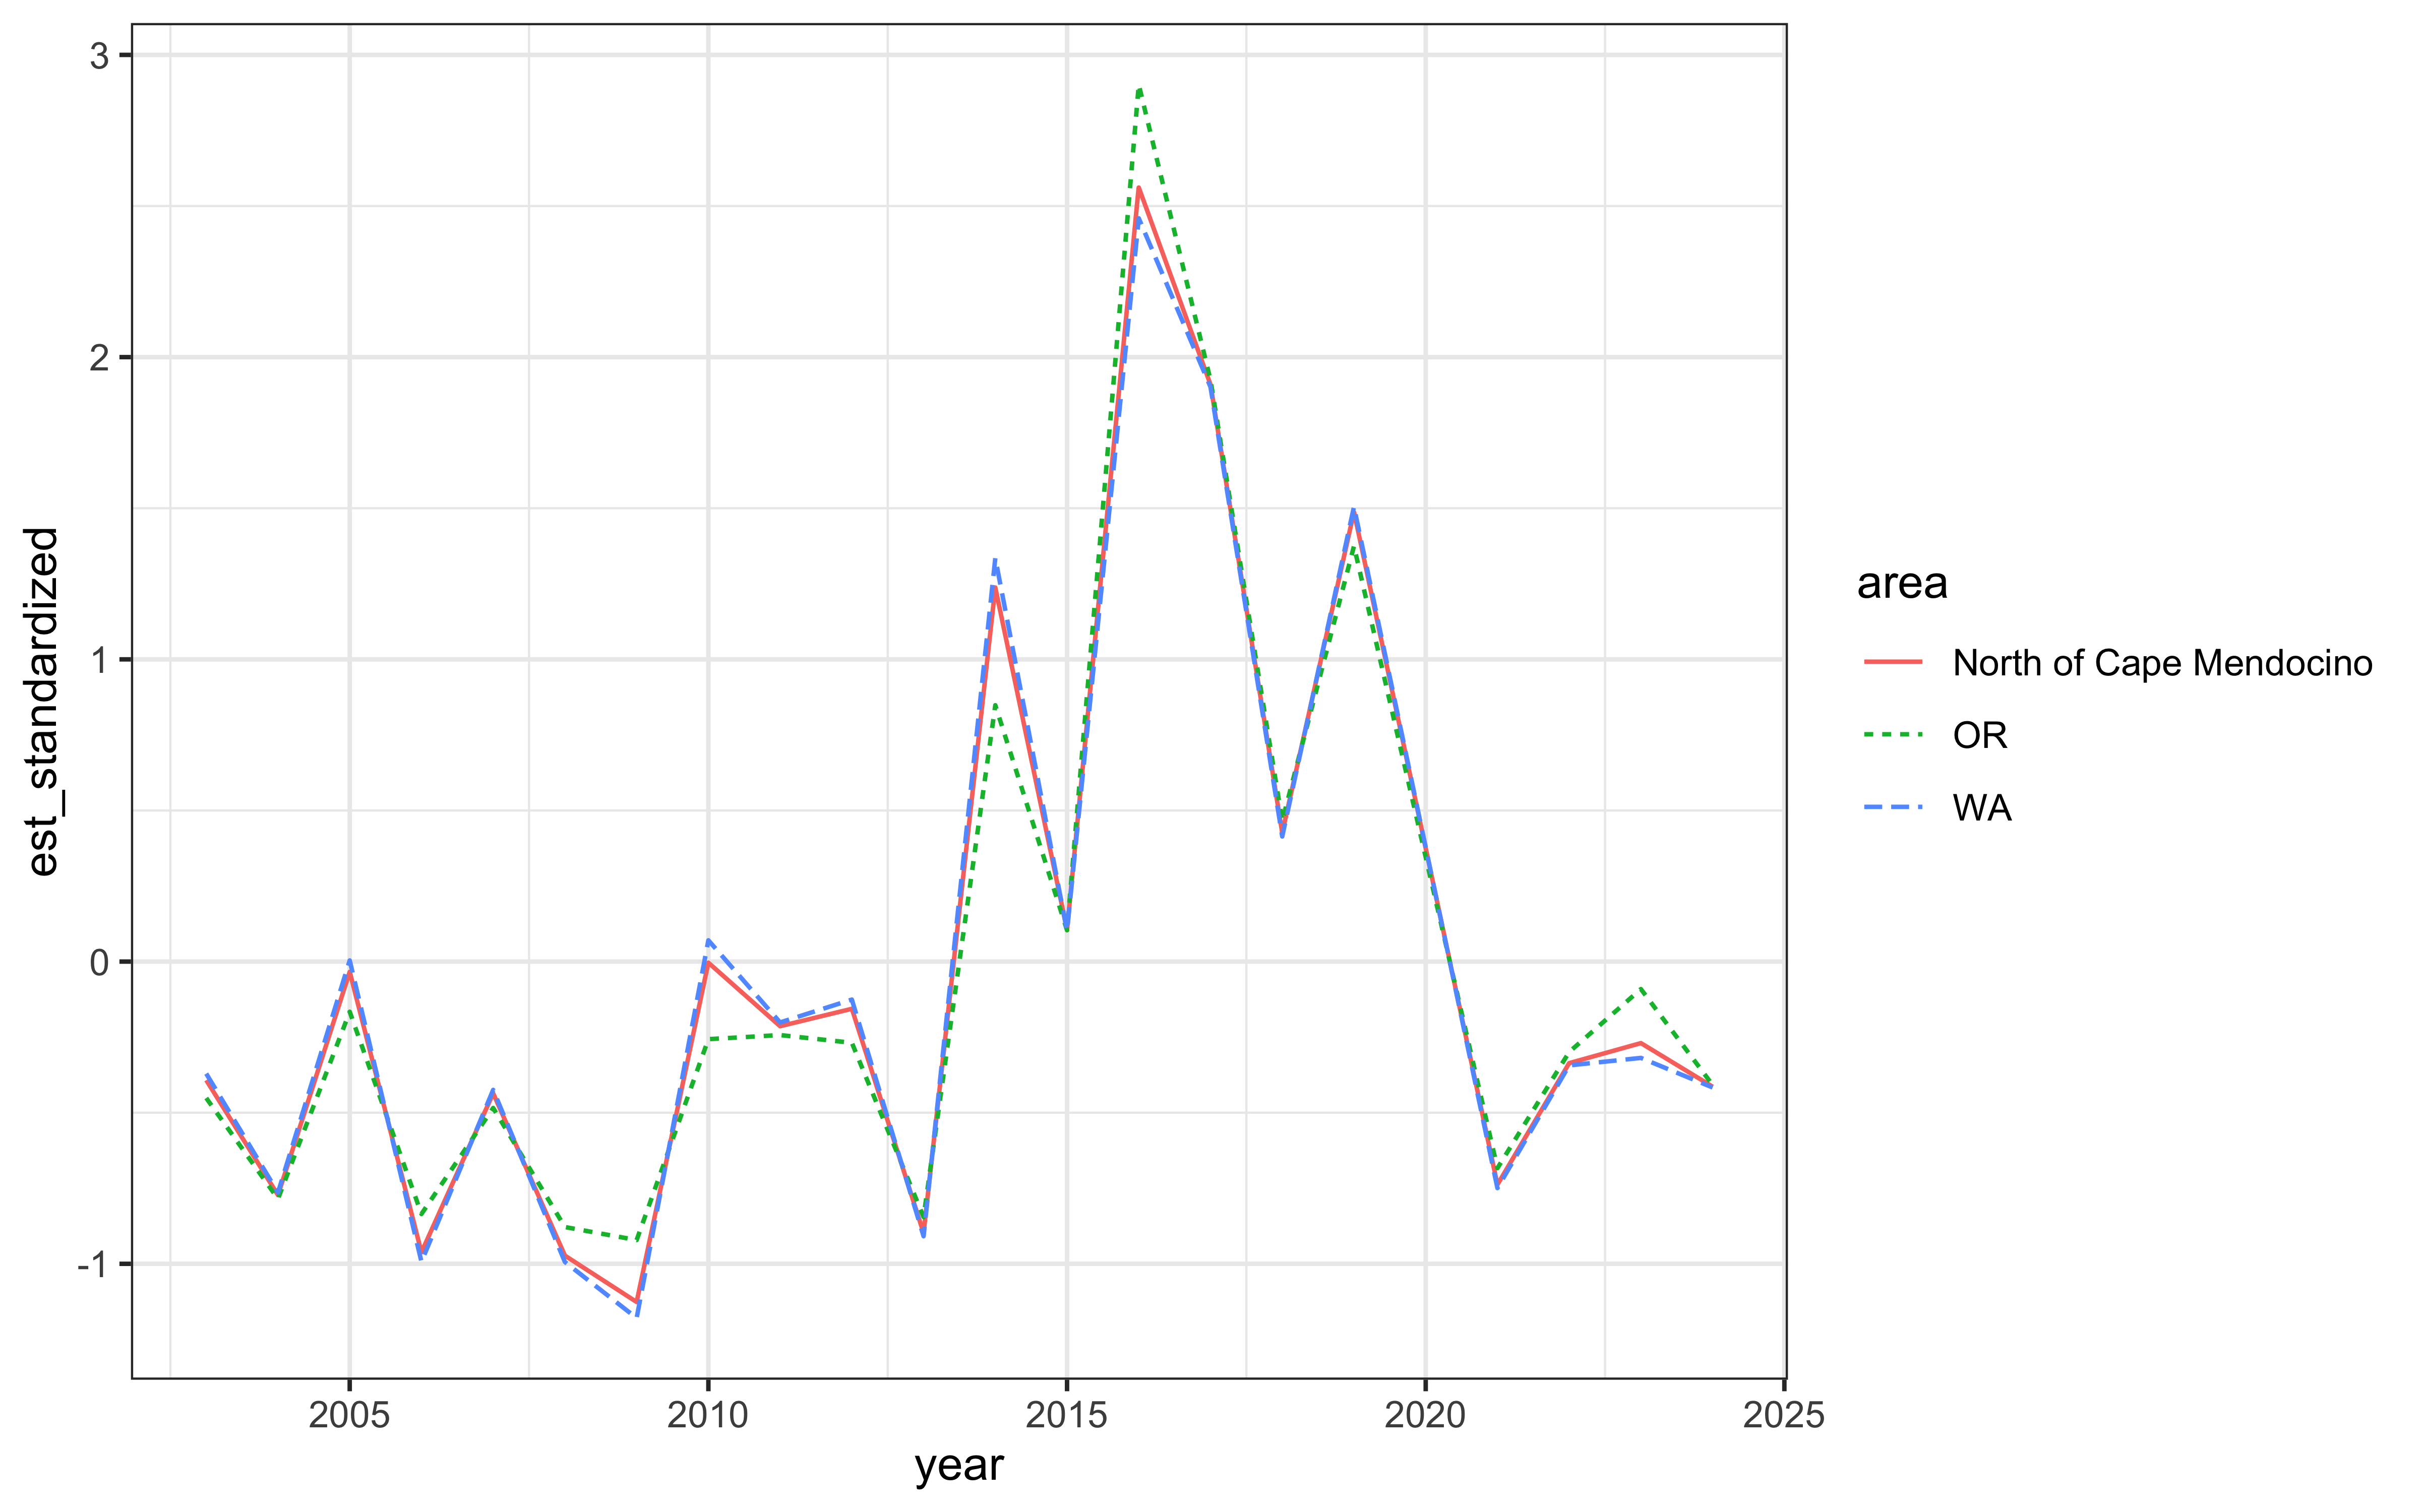 3
2
1
0
-1
est_standardized
2005
2010
2015
2020
2025
year
area
North of Cape Mendocino
OR
WA